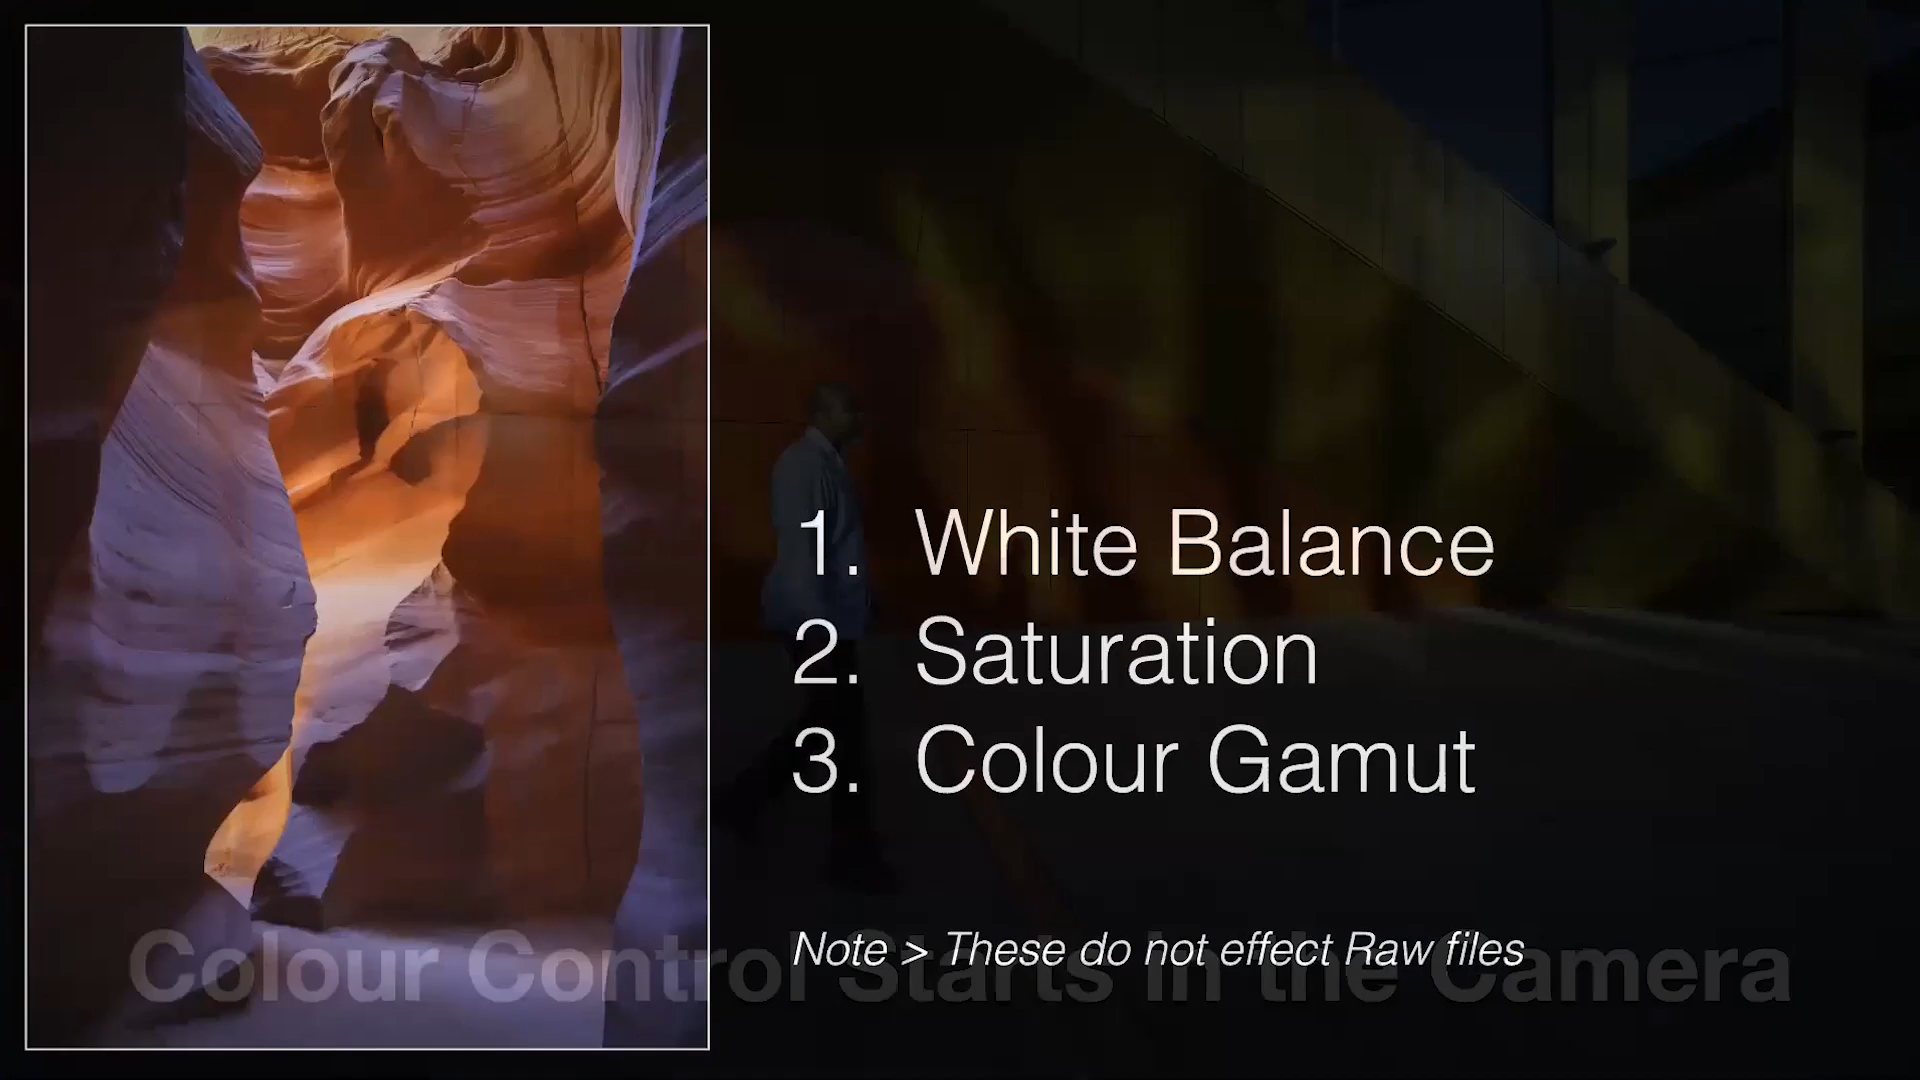 1. White Balance
2. Saturation
3. Colour Gamut
Note > These do not effect Raw files
Colour Control Starts in the Camera